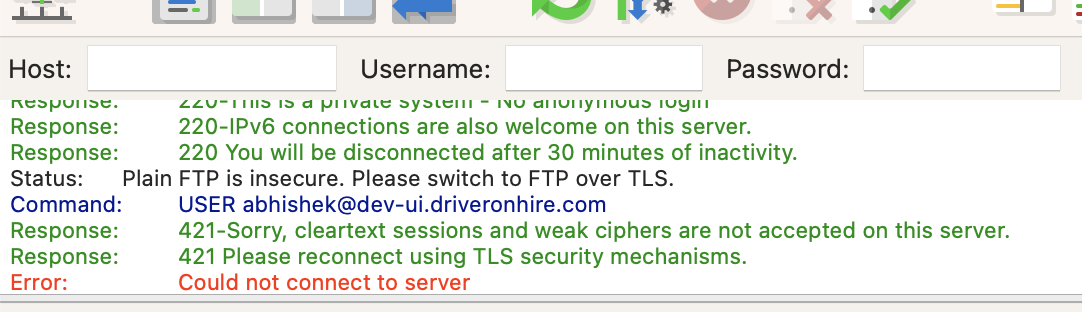 Host: Username: Password:
Response: 220-This is a private system - No anonymous login
Response: 220-IPv6 connections are also welcome on this server.
Response: 220 You will be disconnected after 30 minutes of inactivity.
Status: Plain FTP is insecure. Please switch to FTP over TLS.
Command: USER abhishek@dev-ui.driveronhire.com
Response: 421-Sorry, cleartext sessions and weak ciphers are not accepted on this server.
Response: 421 Please reconnect using TLS security mechanisms.
Error: Could not connect to server